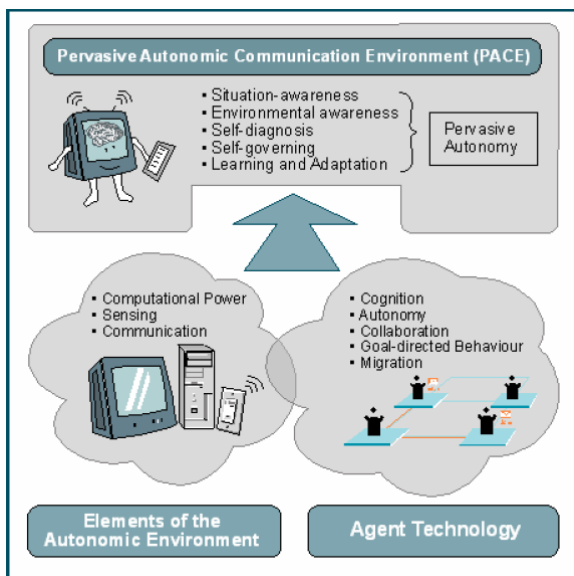 Pervasive Autonomic Communication Environment (PACE)
▪ Situation-awareness
▪ Environmental awareness
▪ Self-diagnosis
▪ Self-governing
▪ Learning and Adaptation
Pervasive
Autonomy
▪ Computational Power
▪ Sensing
▪ Communication
▪ Cognition
▪ Autonomy
▪ Collaboration
▪ Goal-directed Behaviour
▪ Migration
Elements of the
Autonomic Environment
Agent Technology